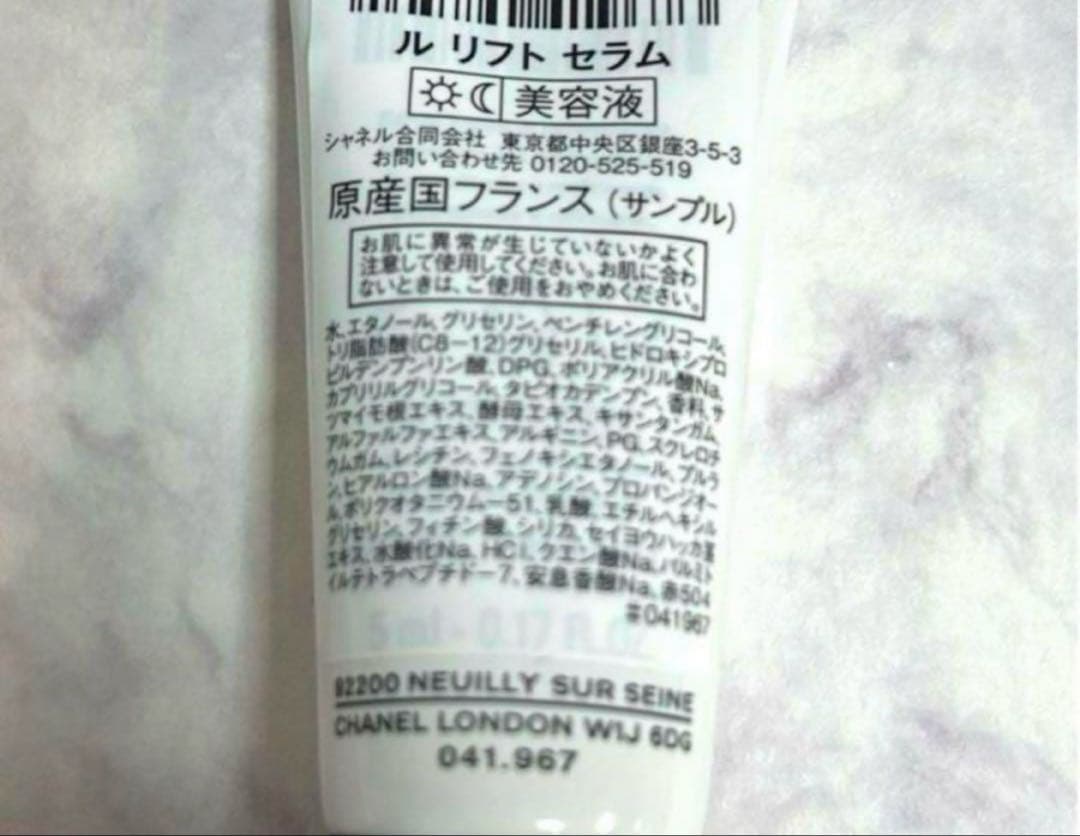 ル リフト セラム
美容液
シャネル合同会社 東京都中央区銀座3-5-3
お問い合わせ先 0120-525-519
原産国フランス (サンプル)
お肌に異常が生じていないかよく
注意して使用してください。お肌に合わ
ないときは、ご使用をおやめください。
水、エタノール、グリセリン、ペンチレングリコール、
トリ脂肪酸(C8-12)グリセリル、ヒドロキシプロ
ピルデンプンリン酸、DPG、ポリアクリル酸Na、
カプリリルグリコール、タピオカデンプン、香料、サ
ツマイモ根エキス、酵母エキス、キサンタンガム、
アルファルファエキス、アルギニン、PG、スクレロチ
ウムガム、レシチン、フェノキシエタノール、プルラ
ン、ヒアルロン酸Na、アデノシン、プロパンジオー
ル、ポリクオタニウム-51、乳酸、エチルヘキシル
グリセリン、フィチン酸、シリカ、セイヨウハッカ葉
エキス、水酸化Na、HCl、クエン酸Na、パルミト
イルテトラペプチド-7、安息香酸Na、赤504
041967
5ml - 0.17 fl.
92200 NEUILLY SUR SEINE
CHANEL LONDON W1J 6DG
041.967